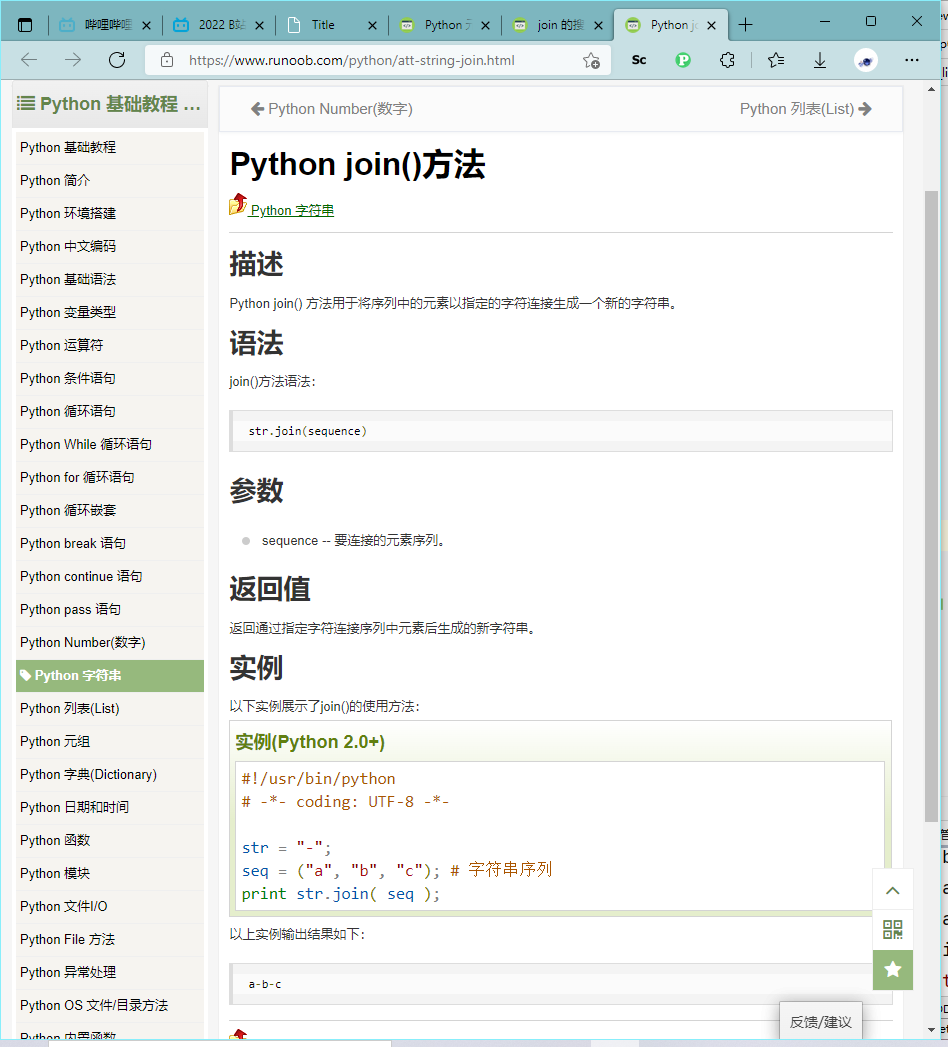 哔哩哔哩
2022 B站
Title
Python 元
join 的搜
Python jo
https://www.runoob.com/python/att-string-join.html
Sc
P
Python 基础教程 ...
Python 基础教程
Python 简介
Python 环境搭建
Python 中文编码
Python 基础语法
Python 变量类型
Python 运算符
Python 条件语句
Python 循环语句
Python While 循环语句
Python for 循环语句
Python 循环嵌套
Python break 语句
Python continue 语句
Python pass 语句
Python Number(数字)
Python 字符串
Python 列表(List)
Python 元组
Python 字典(Dictionary)
Python 日期和时间
Python 函数
Python 模块
Python 文件I/O
Python File 方法
Python 异常处理
Python OS 文件/目录方法
Python 内置函数
Python Number(数字)
Python 列表(List)
Python join()方法
Python 字符串
描述
Python join() 方法用于将序列中的元素以指定的字符连接生成一个新的字符串。
语法
join()方法语法：
str.join(sequence)
参数
sequence -- 要连接的元素序列。
返回值
返回通过指定字符连接序列中元素后生成的新字符串。
实例
以下实例展示了join()的使用方法：
实例(Python 2.0+)
#!/usr/bin/python
# -*- coding: UTF-8 -*-
str = "-";
seq = ("a", "b", "c"); # 字符串序列
print str.join( seq );
以上实例输出结果如下：
a-b-c
反馈/建议